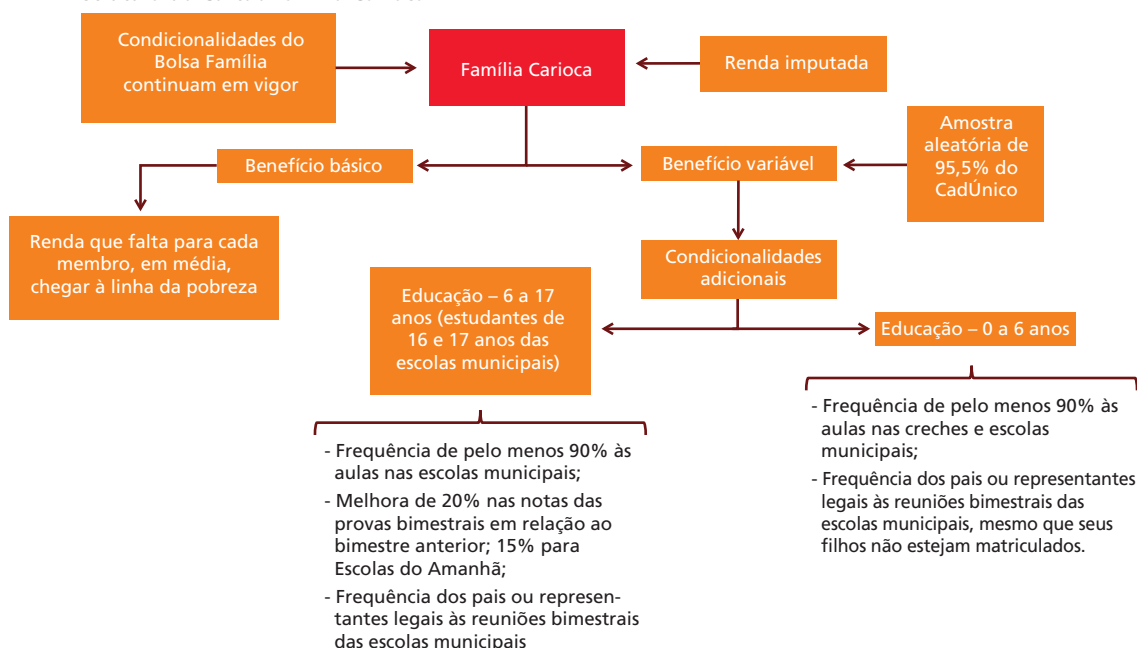 Condicionalidades do
Bolsa Família
continuam em vigor
Família Carioca
Renda imputada
Amostra
aleatória de
95,5% do
CadÚnico
Benefício básico
Benefício variável
Renda que falta para cada
membro, em média,
chegar à linha da pobreza
Condicionalidades
adicionais
Educação – 6 a 17
anos (estudantes de
16 e 17 anos das
escolas municipais)
Educação – 0 a 6 anos
- Frequência de pelo menos 90% às
aulas nas escolas municipais;
- Melhora de 20% nas notas das
provas bimestrais em relação ao
bimestre anterior; 15% para
Escolas do Amanhã;
- Frequência dos pais ou represen-
tantes legais às reuniões bimestrais
das escolas municipais
- Frequência de pelo menos 90% às
aulas nas creches e escolas
municipais;
- Frequência dos pais ou representantes
legais às reuniões bimestrais das
escolas municipais, mesmo que seus
filhos não estejam matriculados.